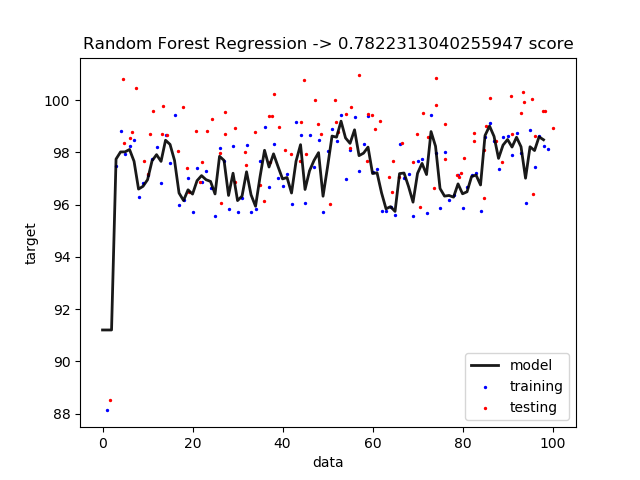 Random Forest Regression -> 0.7822313040255947 score
target
100
98
96
94
92
90
88
model
training
testing
0
20
40
60
80
100
data